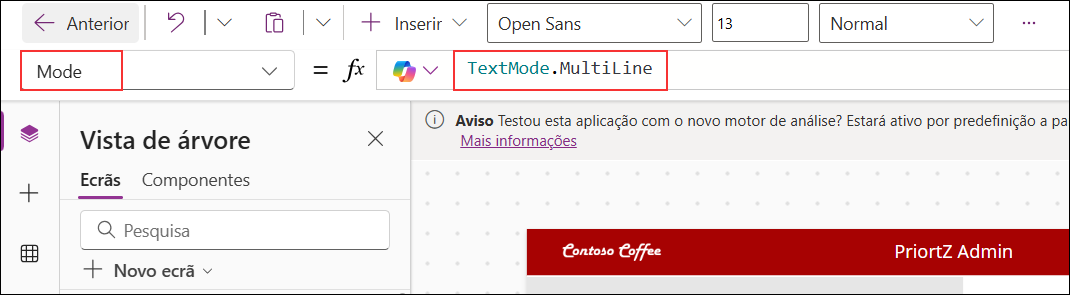 Anterior
Inserir
Open Sans
13
Normal
...
Mode
= fx
TextMode.MultiLine
Vista de árvore
Ecrãs
Componentes
Pesquisa
Novo ecrã
Aviso Testou esta aplicação com o novo motor de análise? Estará ativo por predefinição a pa
Mais informações
Contoso Coffee
PriortZ Admin